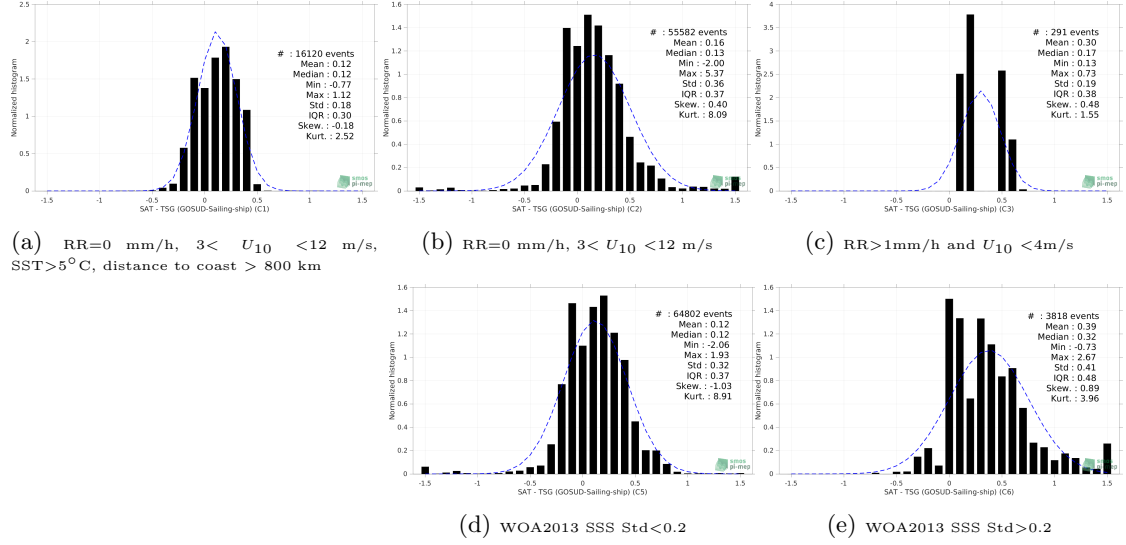 2.5
2
1.5
1
0.5
0
Normalized histogram
# : 16120 events
Mean : 0.12
Median : 0.12
Min : -0.77
Max : 1.12
Std : 0.18
IQR : 0.30
Skew. : -0.18
Kurt. : 2.52
smos
pi-mep
-1.5 -1 -0.5 0 0.5 1 1.5
SAT - TSG (GOSUD-Sailing-ship) (C1)
(a) RR=0 mm/h, 3< U10 <12 m/s,
SST>5°C, distance to coast > 800 km
1.6
1.4
1.2
1
0.8
0.6
0.4
0.2
0
Normalized histogram
# : 55582 events
Mean : 0.16
Median : 0.13
Min : -2.00
Max : 5.37
Std : 0.36
IQR : 0.37
Skew. : 0.40
Kurt. : 8.09
smos
pi-mep
-1.5 -1 -0.5 0 0.5 1 1.5
SAT - TSG (GOSUD-Sailing-ship) (C2)
(b) RR=0 mm/h, 3< U10 <12 m/s
4
3.5
3
2.5
2
1.5
1
0.5
0
Normalized histogram
# : 291 events
Mean : 0.30
Median : 0.17
Min : 0.13
Max : 0.73
Std : 0.19
IQR : 0.38
Skew. : 0.48
Kurt. : 1.55
smos
pi-mep
-1.5 -1 -0.5 0 0.5 1 1.5
SAT - TSG (GOSUD-Sailing-ship) (C3)
(c) RR>1mm/h and U10 <4m/s
1.6
1.4
1.2
1
0.8
0.6
0.4
0.2
0
Normalized histogram
# : 64802 events
Mean : 0.12
Median : 0.12
Min : -2.06
Max : 1.93
Std : 0.32
IQR : 0.37
Skew. : -1.03
Kurt. : 8.91
smos
pi-mep
-1.5 -1 -0.5 0 0.5 1 1.5
SAT - TSG (GOSUD-Sailing-ship) (C5)
(d) WOA2013 SSS Std<0.2
1.6
1.4
1.2
1
0.8
0.6
0.4
0.2
0
Normalized histogram
# : 3818 events
Mean : 0.39
Median : 0.32
Min : -0.73
Max : 2.67
Std : 0.41
IQR : 0.48
Skew. : 0.89
Kurt. : 3.96
smos
pi-mep
-1.5 -1 -0.5 0 0.5 1 1.5
SAT - TSG (GOSUD-Sailing-ship) (C6)
(e) WOA2013 SSS Std>0.2